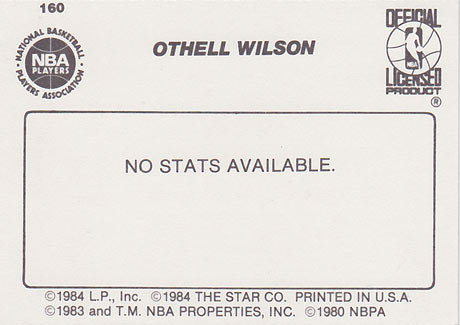 160
NATIONAL BASKETBALL
NBA
PLAYERS
PLAYERS ASSOCIATION
OTHELL WILSON
OFFICIAL
NBA
LICENSED
PRODUCT
®
NO STATS AVAILABLE.
©1984 L.P., Inc. ©1984 THE STAR CO. PRINTED IN U.S.A.
©1983 and T.M. NBA PROPERTIES, INC. ©1980 NBPA